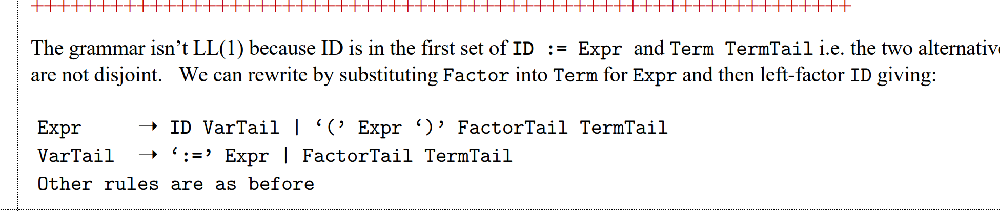 The grammar isn’t LL(1) because ID is in the first set of ID := Expr and Term TermTail i.e. the two
are not disjoint. We can rewrite by substituting Factor into Term for Expr and then left-factor ID giving:
Expr → ID VarTail | ‘(’ Expr ‘)’ FactorTail TermTail
VarTail → ‘:=’ Expr | FactorTail TermTail
Other rules are as before